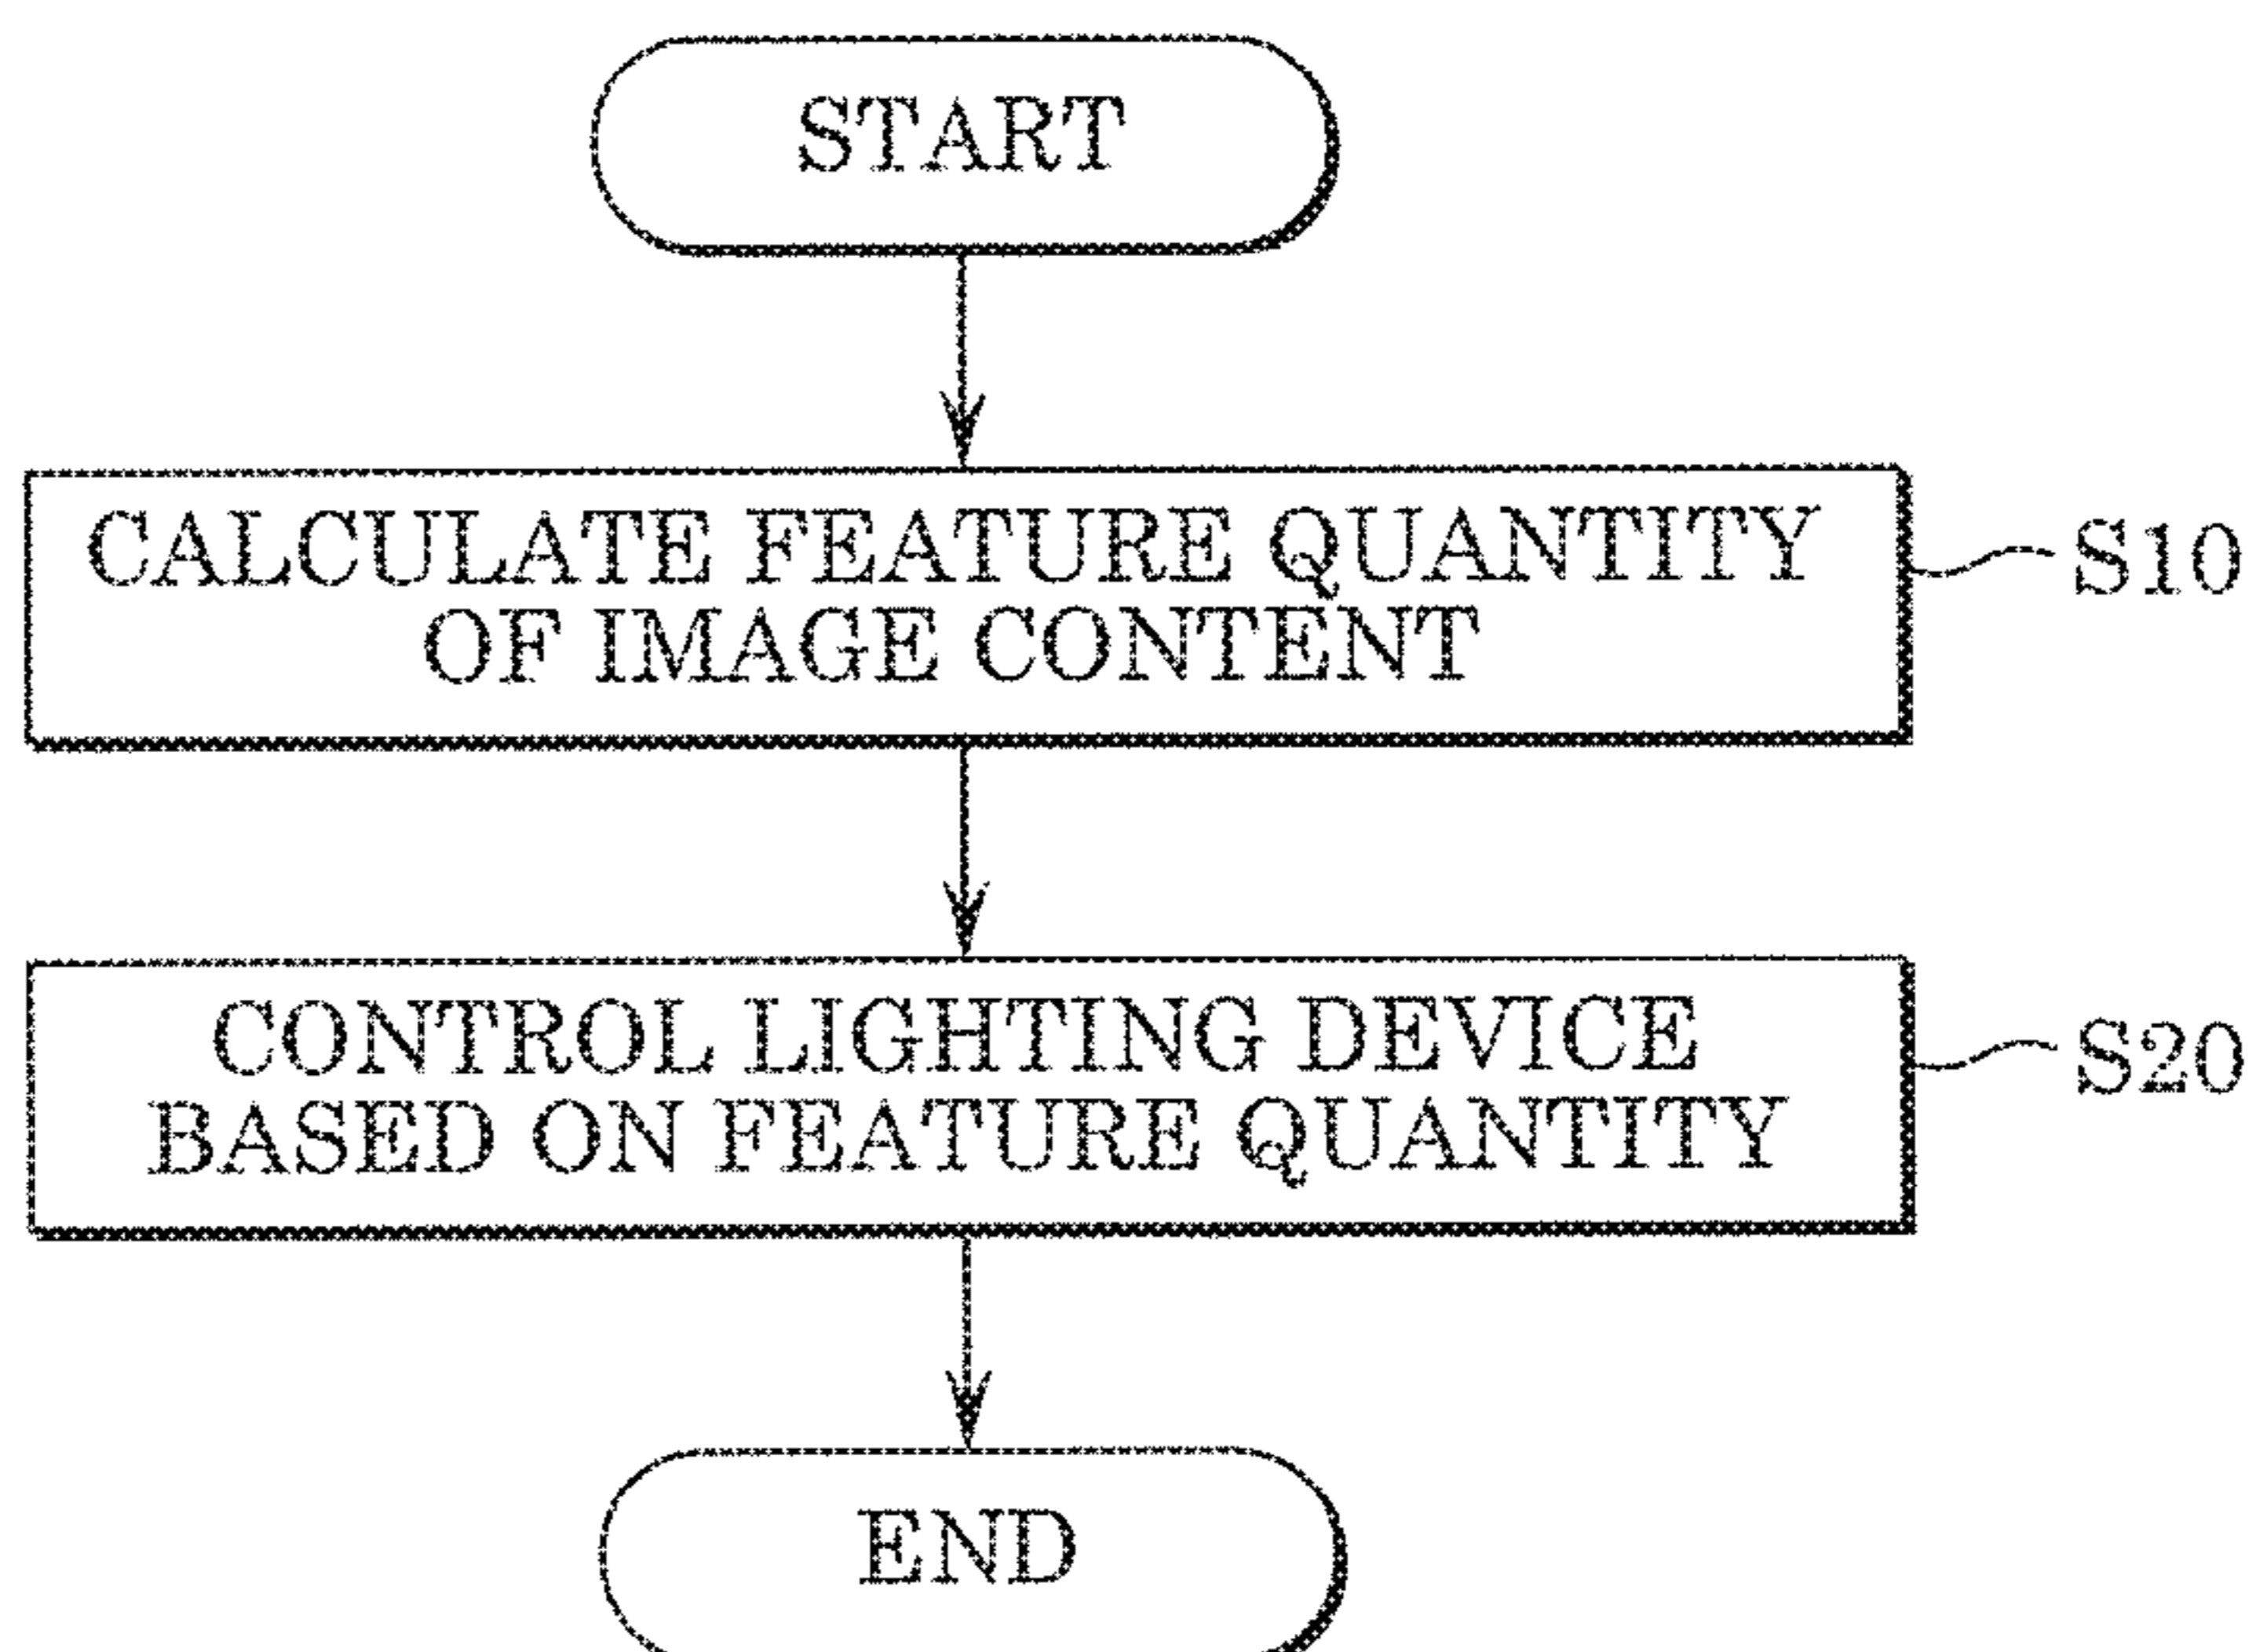 START
CALCULATE FEATURE QUANTITY
OF IMAGE CONTENT
S10
CONTROL LIGHTING DEVICE
BASED ON FEATURE QUANTITY
S20
END